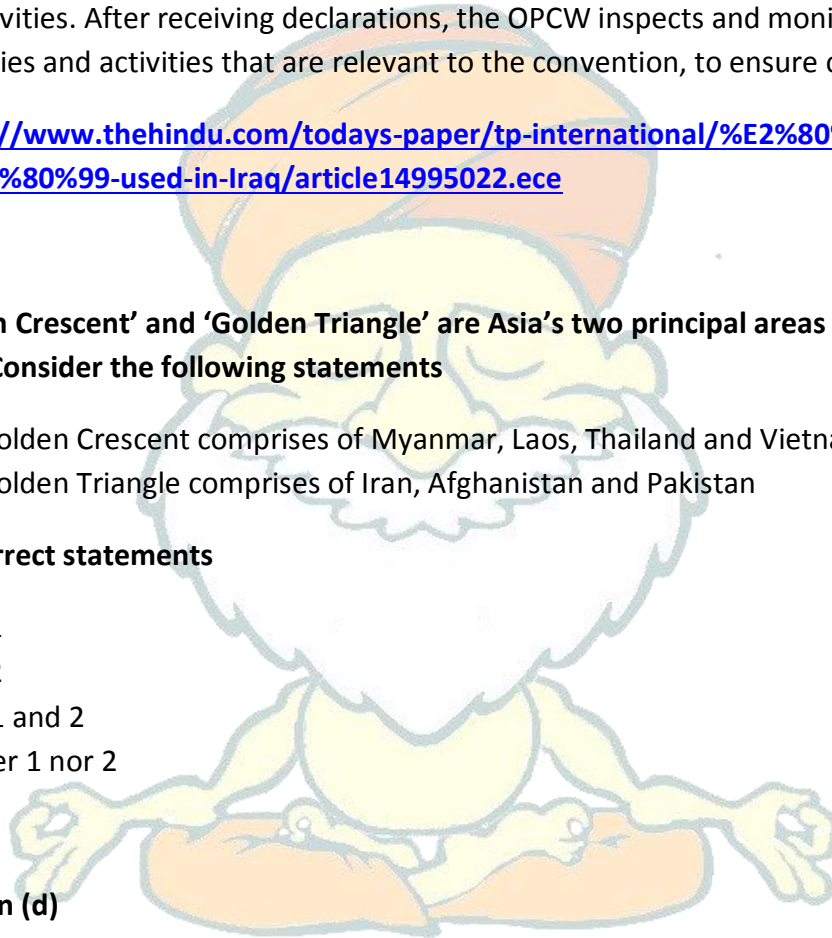 vities. After receiving declarations, the OPCW inspects and moni
ies and activities that are relevant to the convention, to ensure c
//www.thehindu.com/todays-paper/tp-international/%E2%80%
%80%99-used-in-Iraq/article14995022.ece
n Crescent’ and ‘Golden Triangle’ are Asia’s two principal areas
Consider the following statements
olden Crescent comprises of Myanmar, Laos, Thailand and Vietna
olden Triangle comprises of Iran, Afghanistan and Pakistan
rrect statements
1 and 2
er 1 nor 2
n (d)